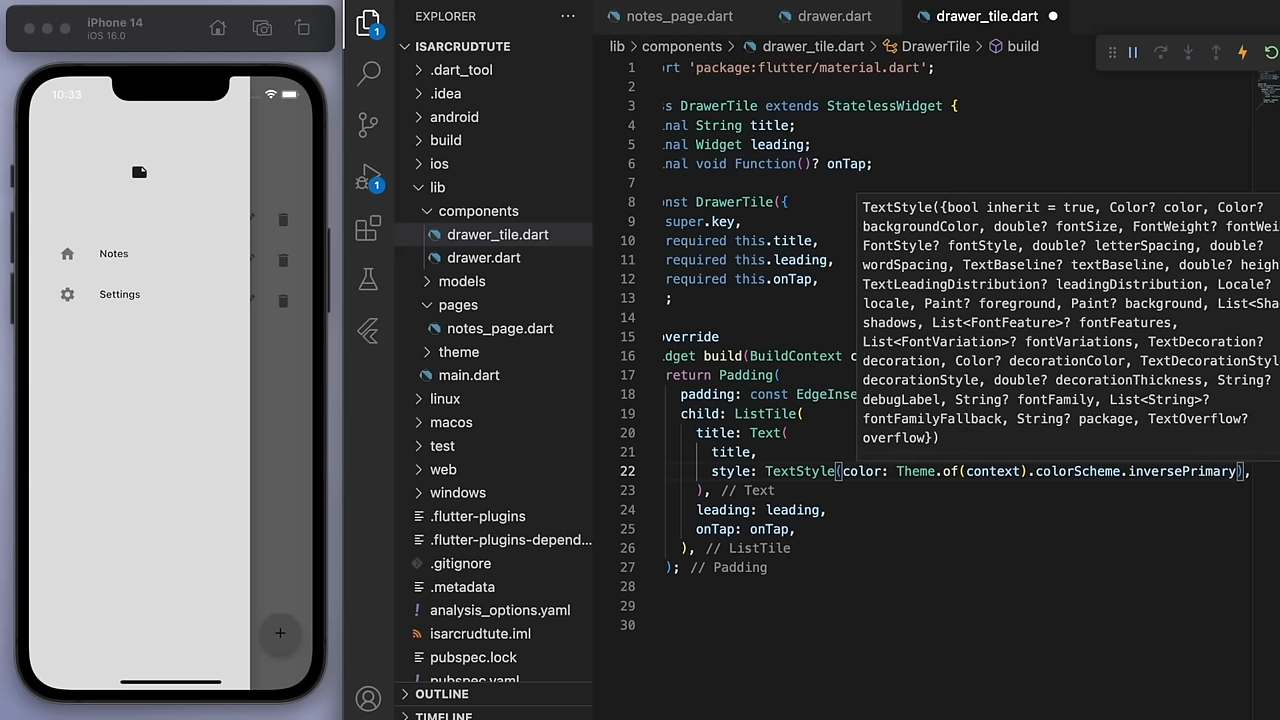 iPhone 14
iOS 16.0
10:33
Notes
Settings
+
EXPLORER
1
1
ISARCRUDTUTE
.dart_tool
.idea
android
build
ios
lib
components
drawer_tile.dart
drawer.dart
models
pages
notes_page.dart
theme
main.dart
linux
macos
test
web
windows
.flutter-plugins
.flutter-plugins-depend...
.gitignore
.metadata
! analysis_options.yaml
isarcrudtute.iml
pubspec.lock
! pubspec.yaml
OUTLINE
TIMELINE
notes_page.dart
drawer.dart
drawer_tile.dart
lib > components > drawer_tile.dart > DrawerTile > build
1 ort 'package:flutter/material.dart';
2
3 s DrawerTile extends StatelessWidget {
4 nal String title;
5 nal Widget leading;
6 nal void Function()? onTap;
7
8 nst DrawerTile({
9 super.key,
10 required this.title,
11 required this.leading,
12 required this.onTap,
13 ;
14
15 override
16 dget build(BuildContext c
17 return Padding(
18 padding: const EdgeInse
19 child: ListTile(
20 title: Text(
21 title,
22 style: TextStyle(color: Theme.of(context).colorScheme.inversePrimary),
23 ), // Text
24 leading: leading,
25 onTap: onTap,
26 ), // ListTile
27 ); // Padding
28
29
30
TextStyle({bool inherit = true, Color? color, Color?
backgroundColor, double? fontSize, FontWeight? fontWei
FontStyle? fontStyle, double? letterSpacing, double?
wordSpacing, TextBaseline? textBaseline, double? heigh
TextLeadingDistribution? leadingDistribution, Locale?
locale, Paint? foreground, Paint? background, List<Sha
shadows, List<FontFeature>? fontFeatures,
List<FontVariation>? fontVariations, TextDecoration?
decoration, Color? decorationColor, TextDecorationStyl
decorationStyle, double? decorationThickness, String?
debugLabel, String? fontFamily, List<String>?
fontFamilyFallback, String? package, TextOverflow?
overflow})